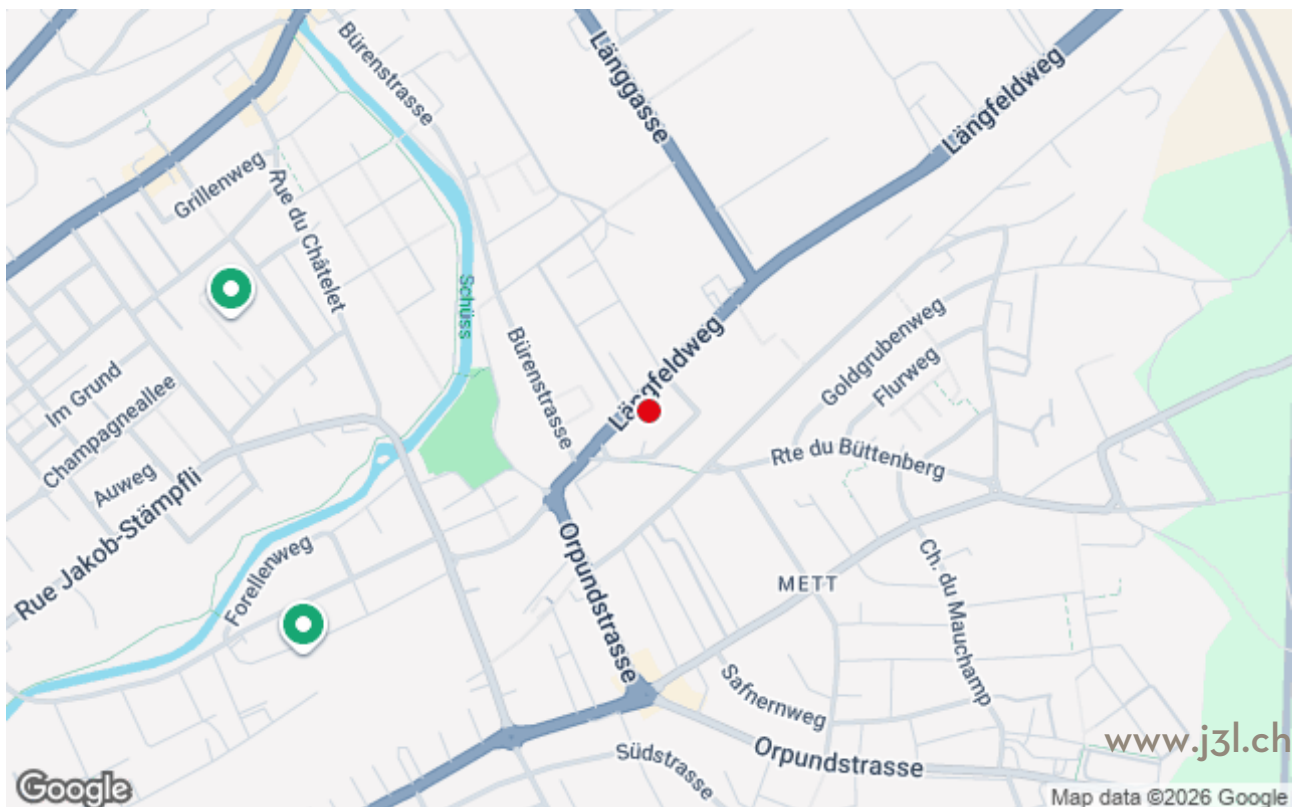 Bürenstrasse
Länggasse
Längfeldweg
Grillenweg
Rue du Châtelet
Schüss
Bürenstrasse
Längfeldweg
Goldgrubenweg
Flurweg
Im Grund
Champagneallee
Auweg
Rte du Büttenberg
Rue Jakob-Stämpfli
Forellenweg
Orpundstrasse
METT
Ch. du Mauchamp
Safnernweg
Südstrasse
Orpundstrasse
www.j3l.ch
Google
Map data ©2026 Google